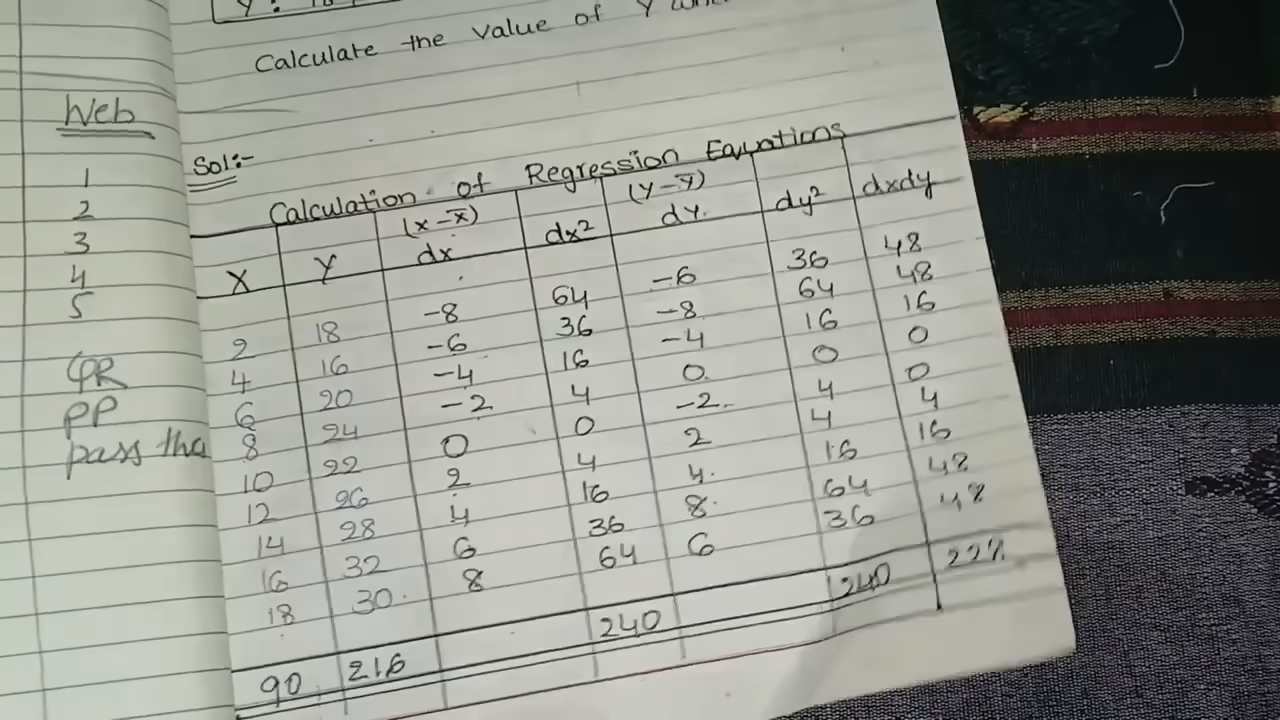 Calculate the value of Y
Web
1
2
3
4
5
PR
PP
pass tha
Sol:-
Calculation of Regression Equations
X Y (x-x̄) dx dx² (y-ȳ) dy. dy² dxdy
2 18 -8 64 -6 36 48
4 16 -6 36 -8 64 48
6 20 -4 16 -4 16 16
8 24 -2 4 0 0 0
10 22 0 0 -2 4 0
12 26 2 4 2 4 4
14 28 4 16 4 16 16
16 32 6 36 8 64 48
18 30 8 64 6 36 48
90 216 240 240